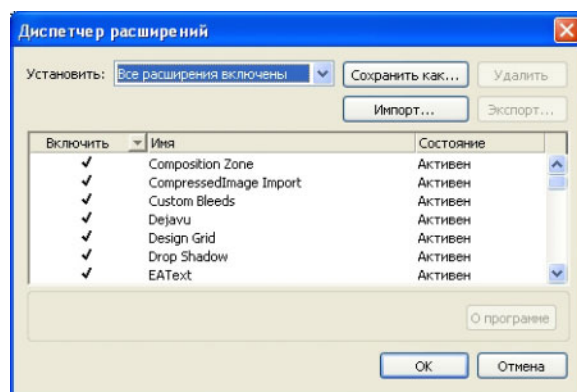 Диспетчер расширений
Установить: Все расширения включены Сохранить как... Удалить
Импорт... Экспорт...
Включить Имя Состояние
Composition Zone Активен
CompressedImage Import Активен
Custom Bleeds Активен
Dejavu Активен
Design Grid Активен
Drop Shadow Активен
EAText Активен
О программе
OK Отмена